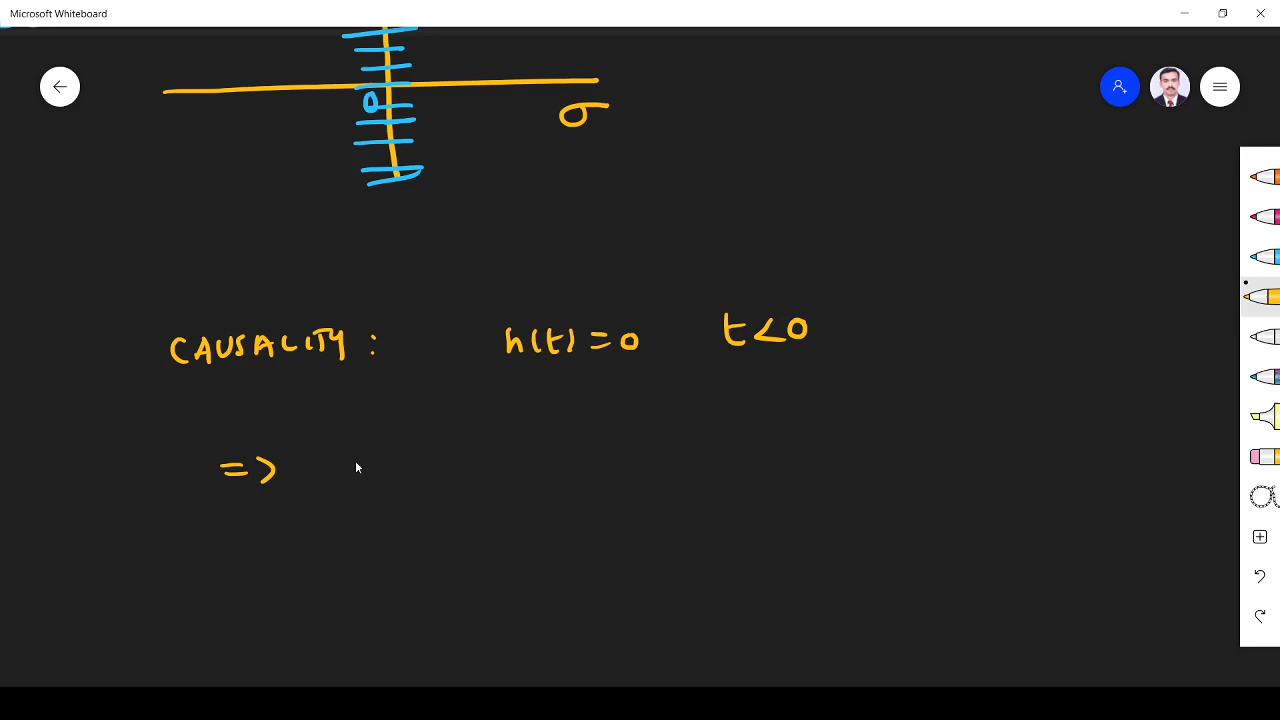 Microsoft Whiteboard
0
σ
CAUSALITY : h(t) = 0 t < 0
=>